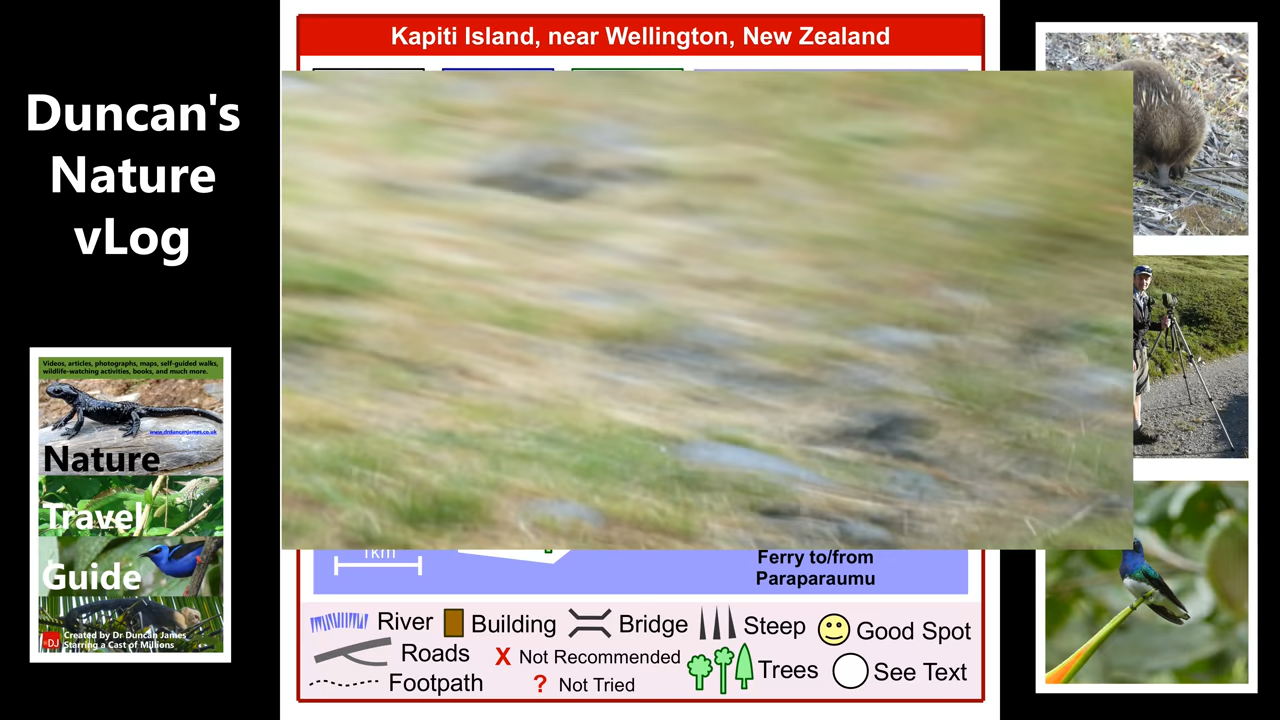 Kapiti Island, near Wellington, New Zealand
Duncan's
Nature
vLog
Videos, articles, photographs, maps, self-guided walks,
wildlife-watching activities, books, and much more.
www.drduncanjames.co.uk
Nature
Travel
Guide
DJ
Created by Dr Duncan James
Starring a Cast of Millions
1km
Ferry to/from
Paraparaumu
River
Building
Bridge
Steep
Good Spot
Roads
X Not Recommended
Trees
See Text
Footpath
? Not Tried